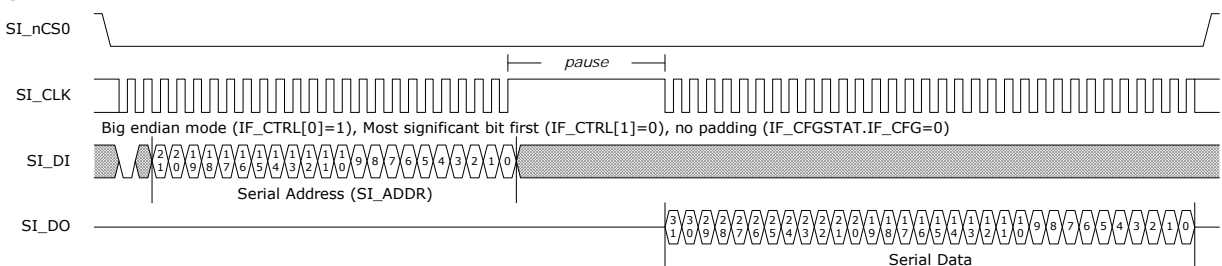 SI_nCS0
pause
SI_CLK
Big endian mode (IF_CTRL[0]=1), Most significant bit first (IF_CTRL[1]=0), no padding (IF_CFGSTAT.IF_CFG=0)
SI_DI
21 20 19 18 17 16 15 14 13 12 11 10 9 8 7 6 5 4 3 2 1 0
Serial Address (SI_ADDR)
SI_DO
31 30 29 28 27 26 25 24 23 22 21 20 19 18 17 16 15 14 13 12 11 10 9 8 7 6 5 4 3 2 1 0
Serial Data